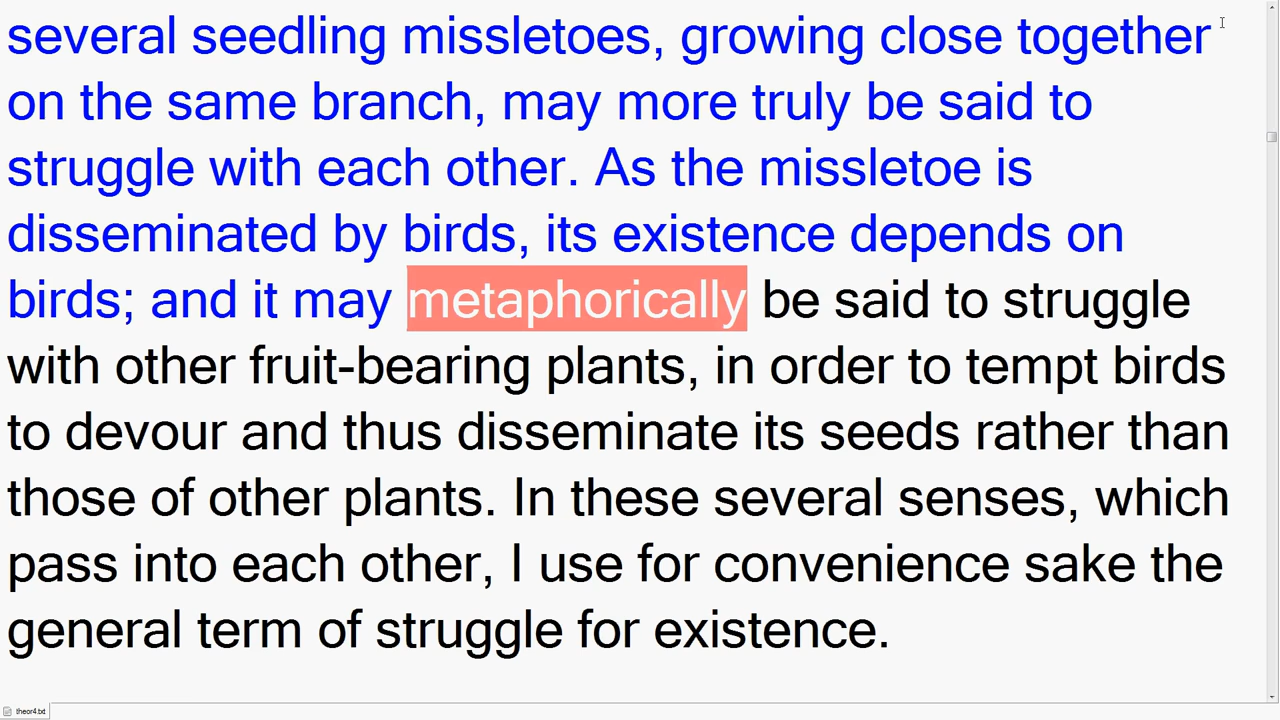 several seedling missletoes, growing close together
on the same branch, may more truly be said to
struggle with each other. As the missletoe is
disseminated by birds, its existence depends on
birds; and it may metaphorically be said to struggle
with other fruit-bearing plants, in order to tempt birds
to devour and thus disseminate its seeds rather than
those of other plants. In these several senses, which
pass into each other, I use for convenience sake the
general term of struggle for existence.
theor4.txt